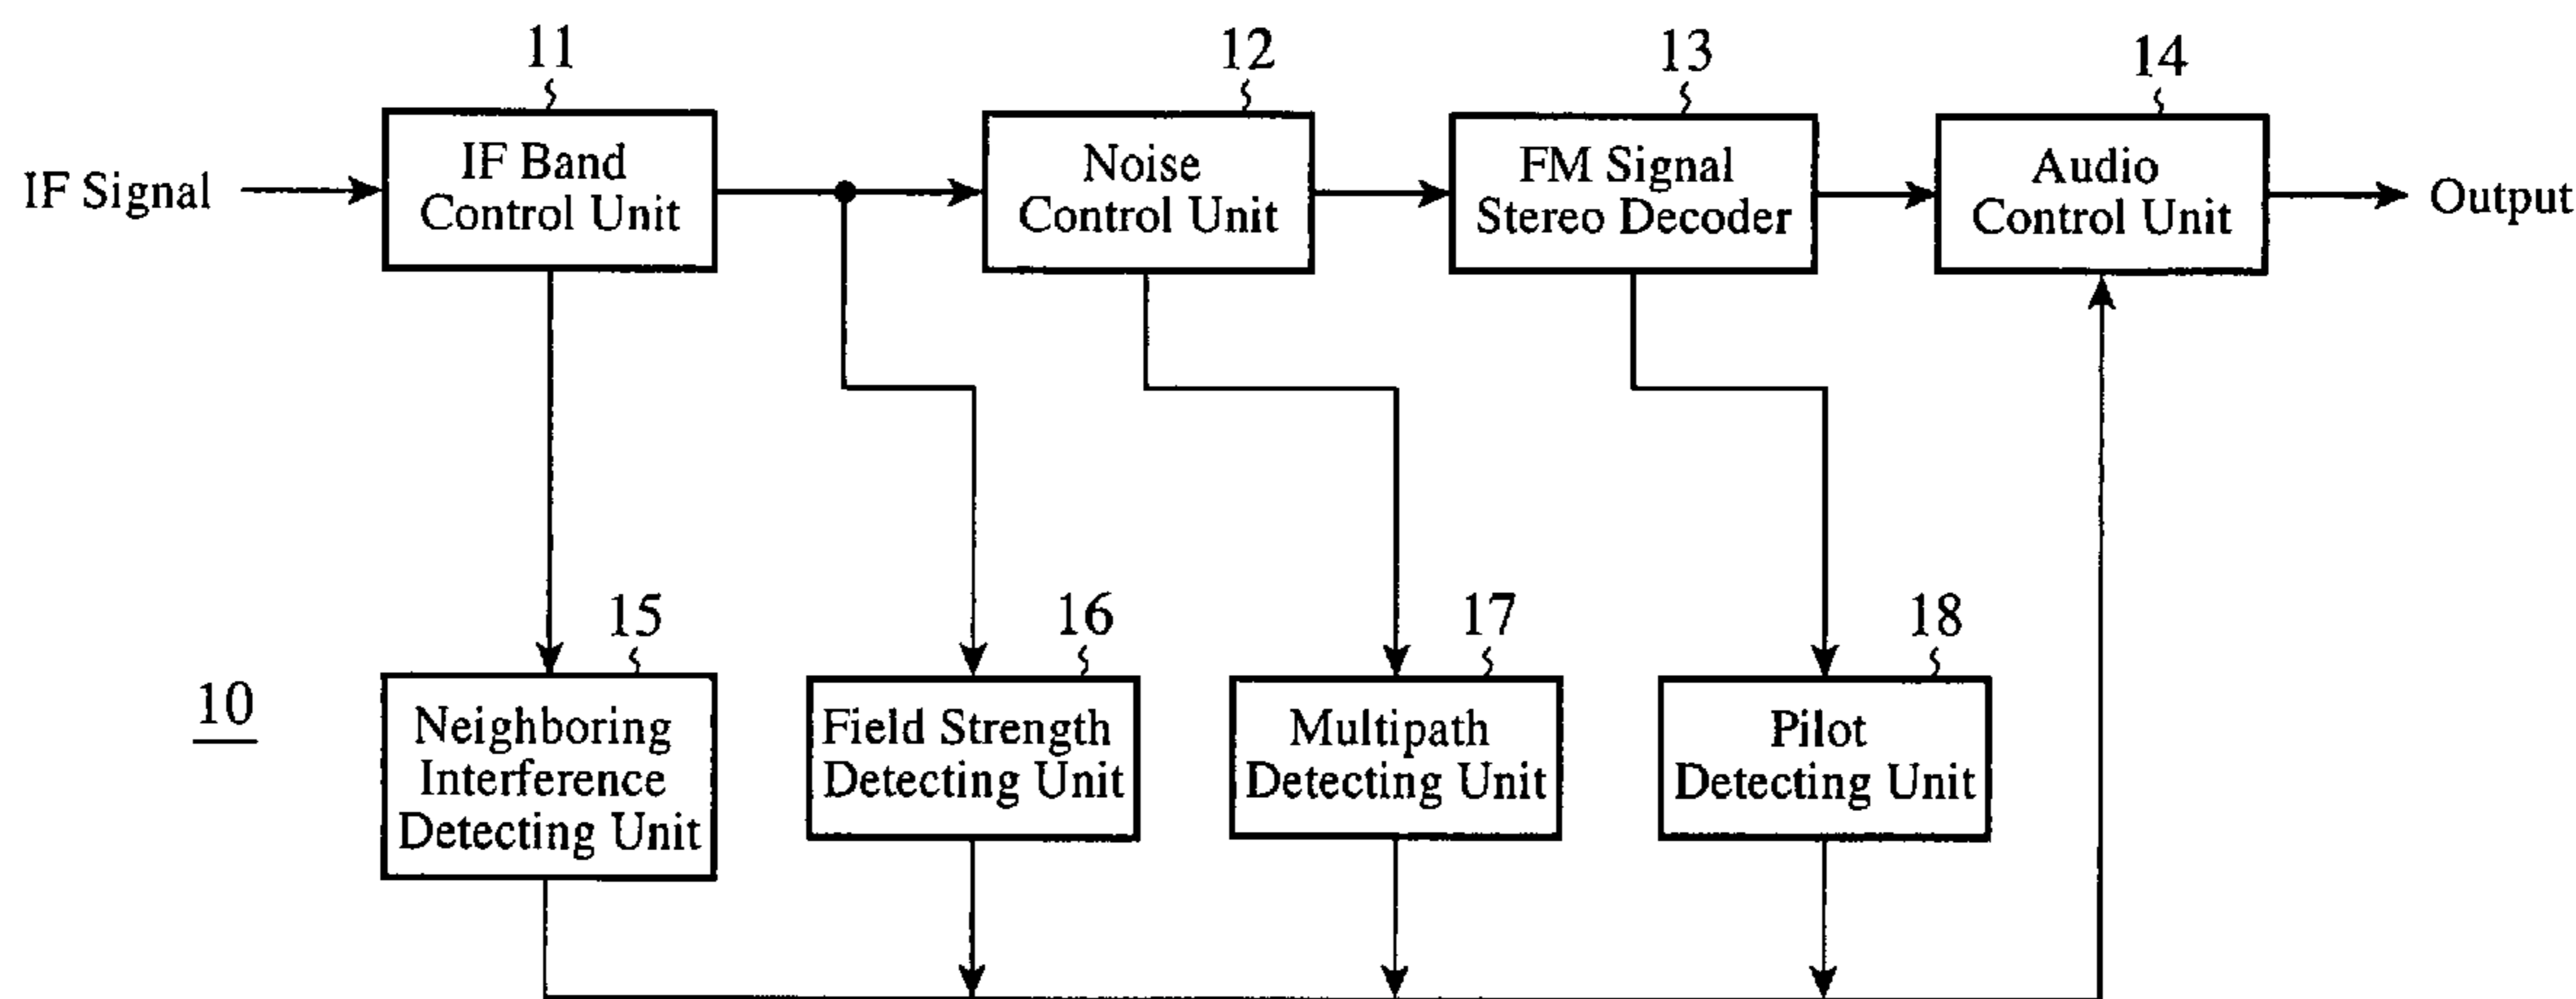 11
12
13
14
IF Signal
IF Band
Control Unit
Noise
Control Unit
FM Signal
Stereo Decoder
Audio
Control Unit
Output
15
16
17
18
10
Neighboring
Interference
Detecting Unit
Field Strength
Detecting Unit
Multipath
Detecting Unit
Pilot
Detecting Unit